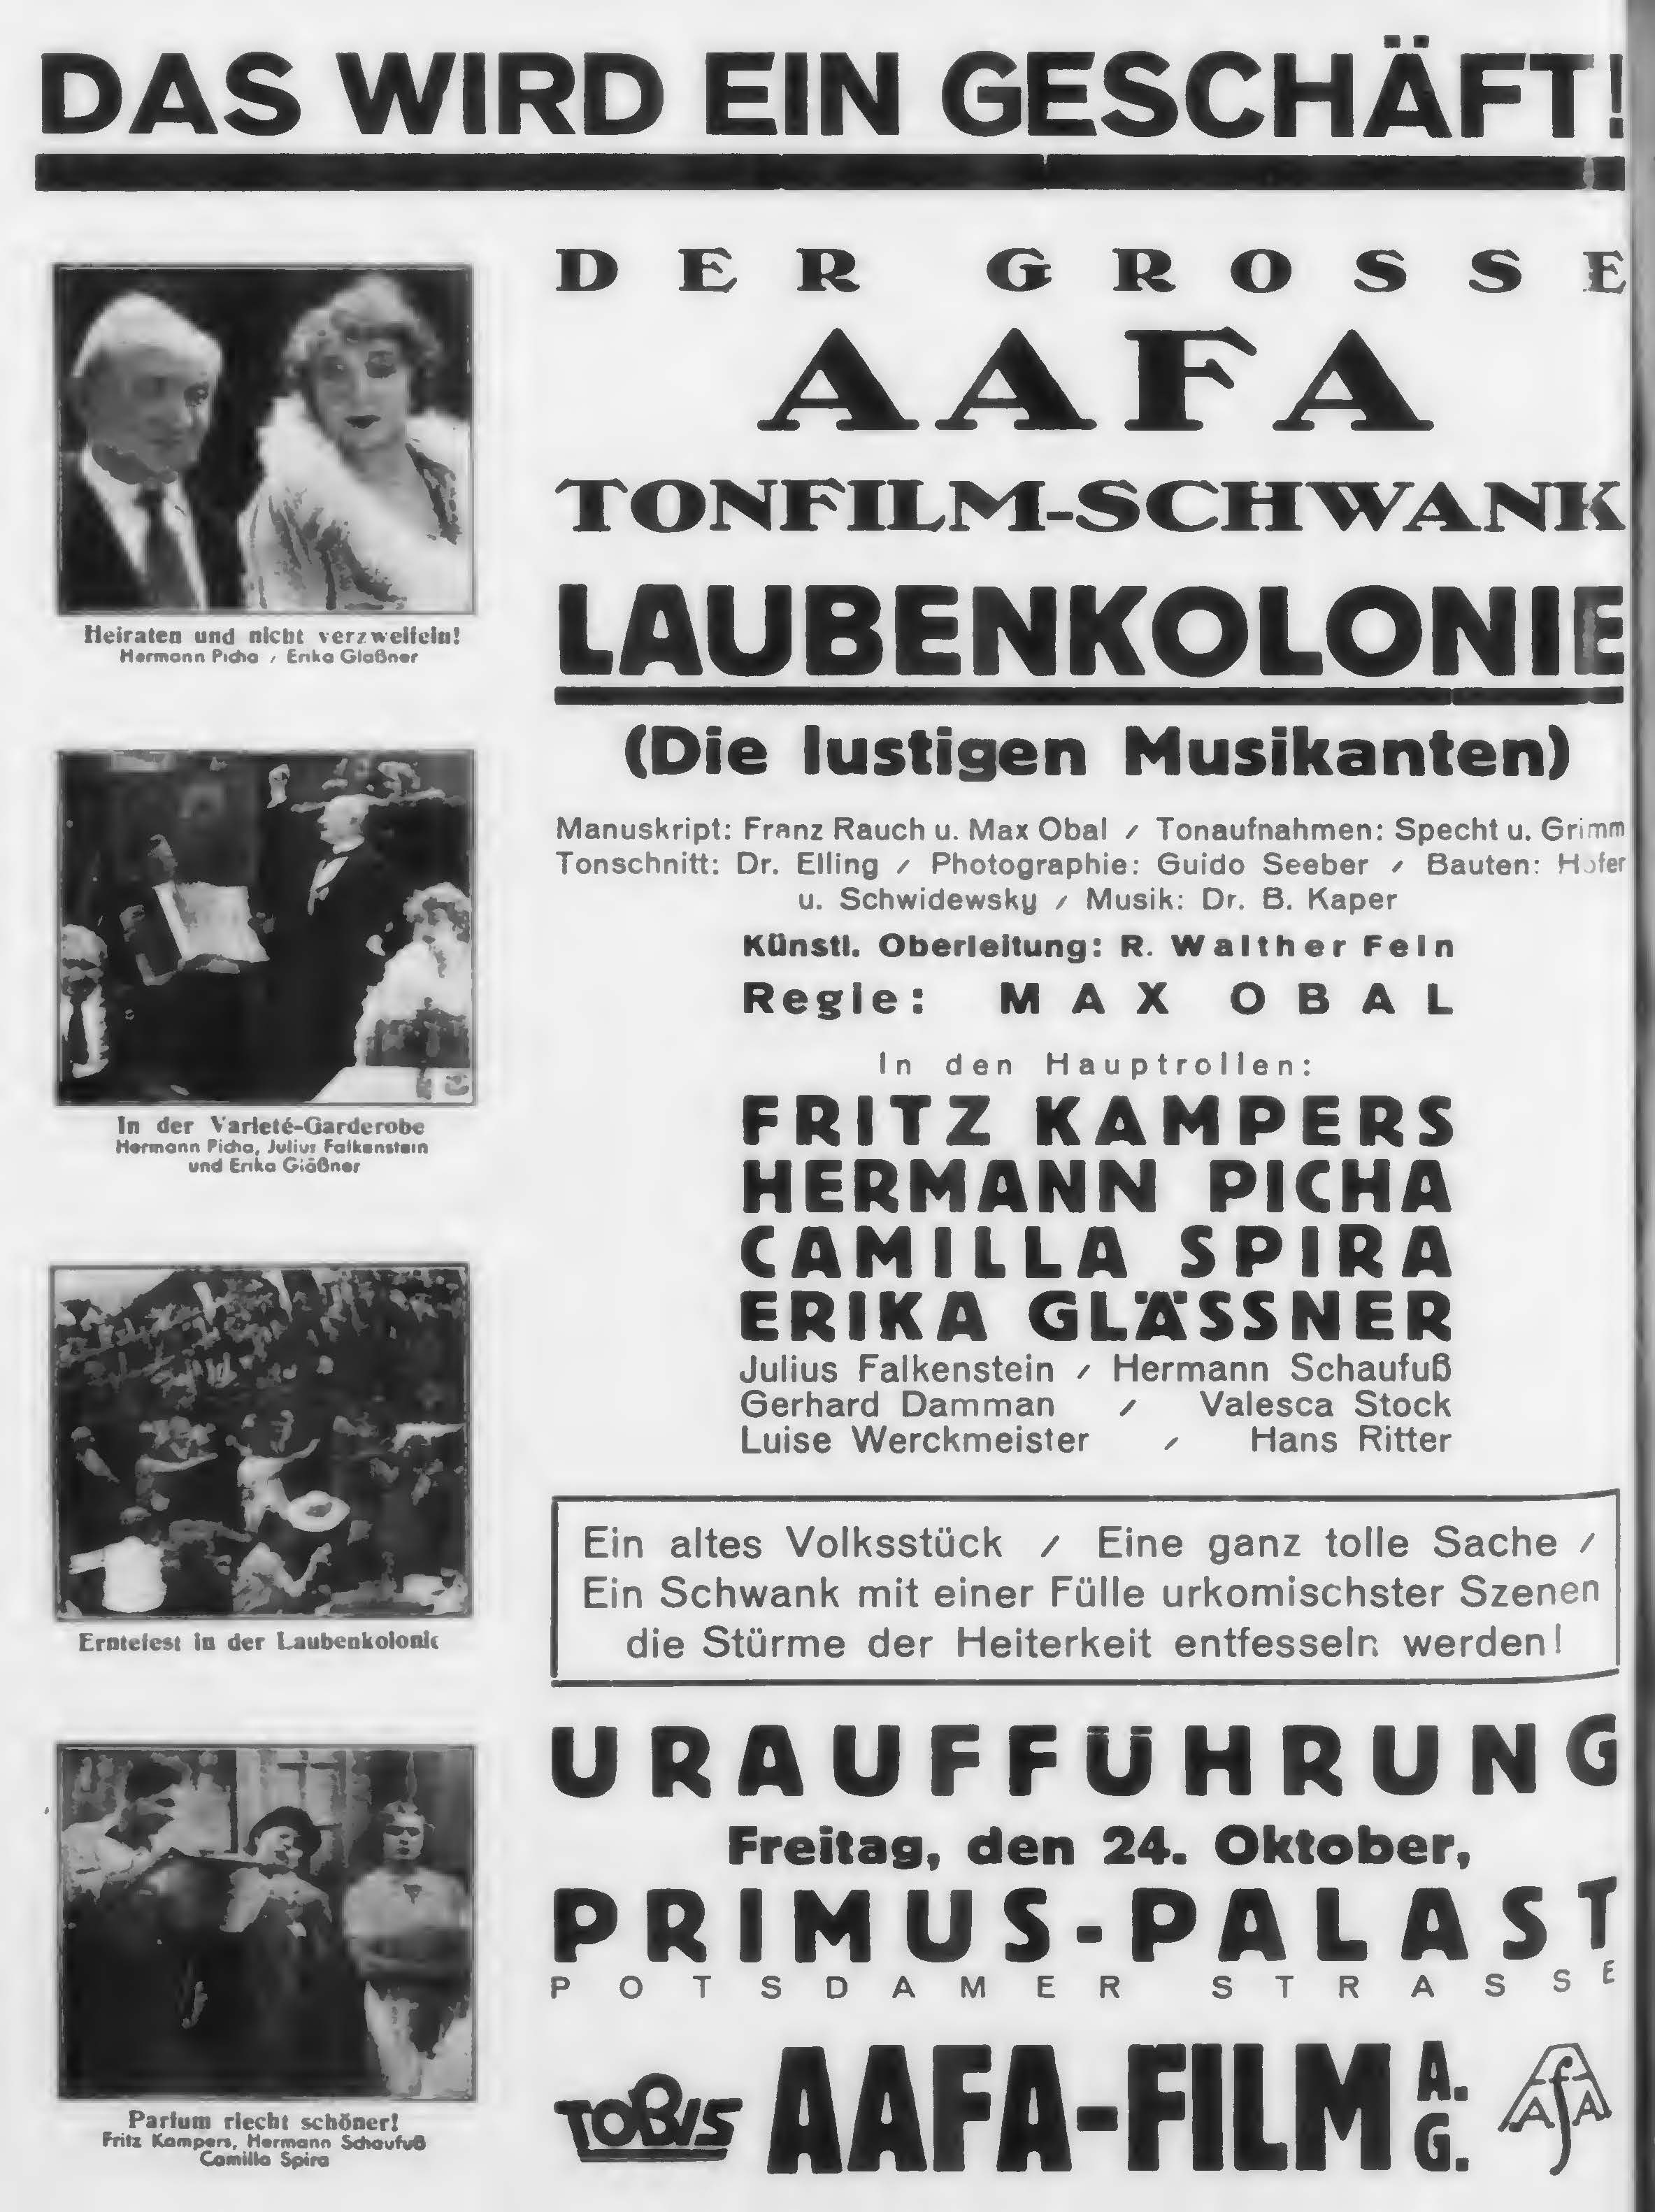 DAS WIRD EIN GESCHÄFT!
Heiraten und nicht verzweifeln!
Hermann Picha / Erika Gläßner
In der Varieté-Garderobe
Hermann Picha, Julius Falkenstein
und Erika Gläßner
Erntefest in der Laubenkolonie
Parfum riecht schöner!
Fritz Kampers, Hermann Schaufuß
Camilla Spira
DER GROSSE
AAFA
TONFILM-SCHWANK
LAUBENKOLONIE
(Die lustigen Musikanten)
Manuskript: Franz Rauch u. Max Obal / Tonaufnahmen: Specht u. Grimm
Tonschnitt: Dr. Elling / Photographie: Guido Seeber / Bauten: Höfer
u. Schwidewsky / Musik: Dr. B. Kaper
Künstl. Oberleitung: R. Walther Fein
Regie: MAX OBAL
In den Hauptrollen:
FRITZ KAMPERS
HERMANN PICHA
CAMILLA SPIRA
ERIKA GLÄSSNER
Julius Falkenstein / Hermann Schaufuß
Gerhard Damman / Valesca Stock
Luise Werckmeister / Hans Ritter
Ein altes Volksstück / Eine ganz tolle Sache /
Ein Schwank mit einer Fülle urkomischster Szenen
die Stürme der Heiterkeit entfesseln werden!
URAUFFÜHRUNG
Freitag, den 24. Oktober,
PRIMUS-PALAST
POTSDAMER STRASSE
TOBIS AAFA-FILM A.G. AAfA